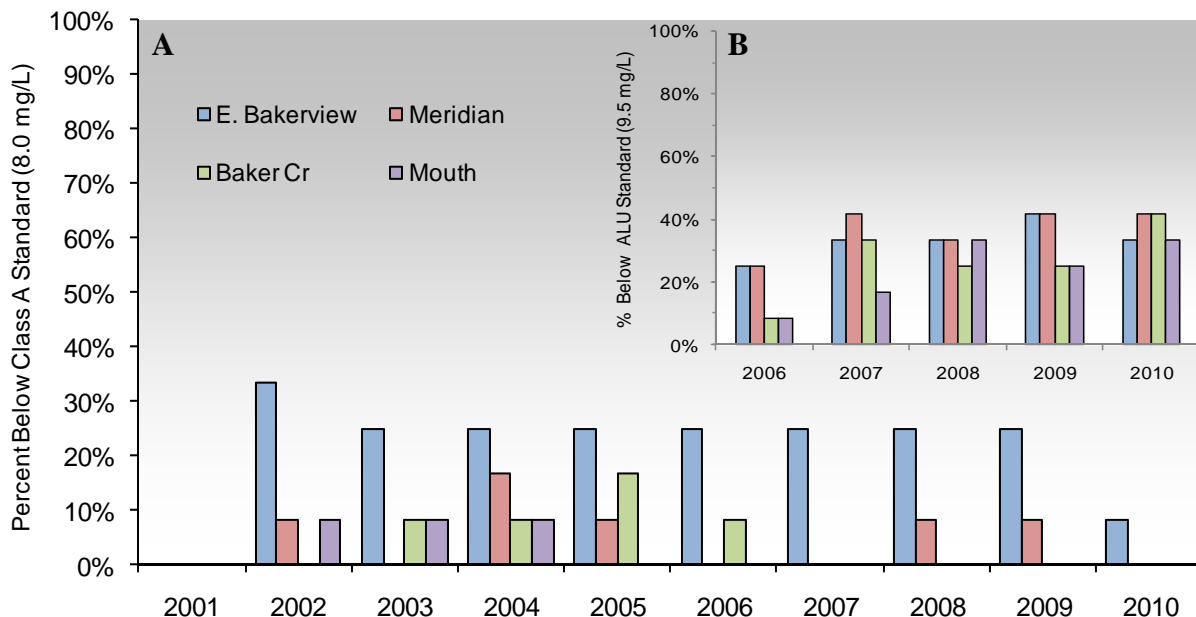 A
Percent Below Class A Standard (8.0 mg/L)
100%
90%
80%
70%
60%
50%
40%
30%
20%
10%
0%
E. Bakerview
Meridian
Baker Cr
Mouth
2001 2002 2003 2004 2005 2006 2007 2008 2009 2010
B
% Below ALU Standard (9.5 mg/L)
100%
80%
60%
40%
20%
0%
2006 2007 2008 2009 2010